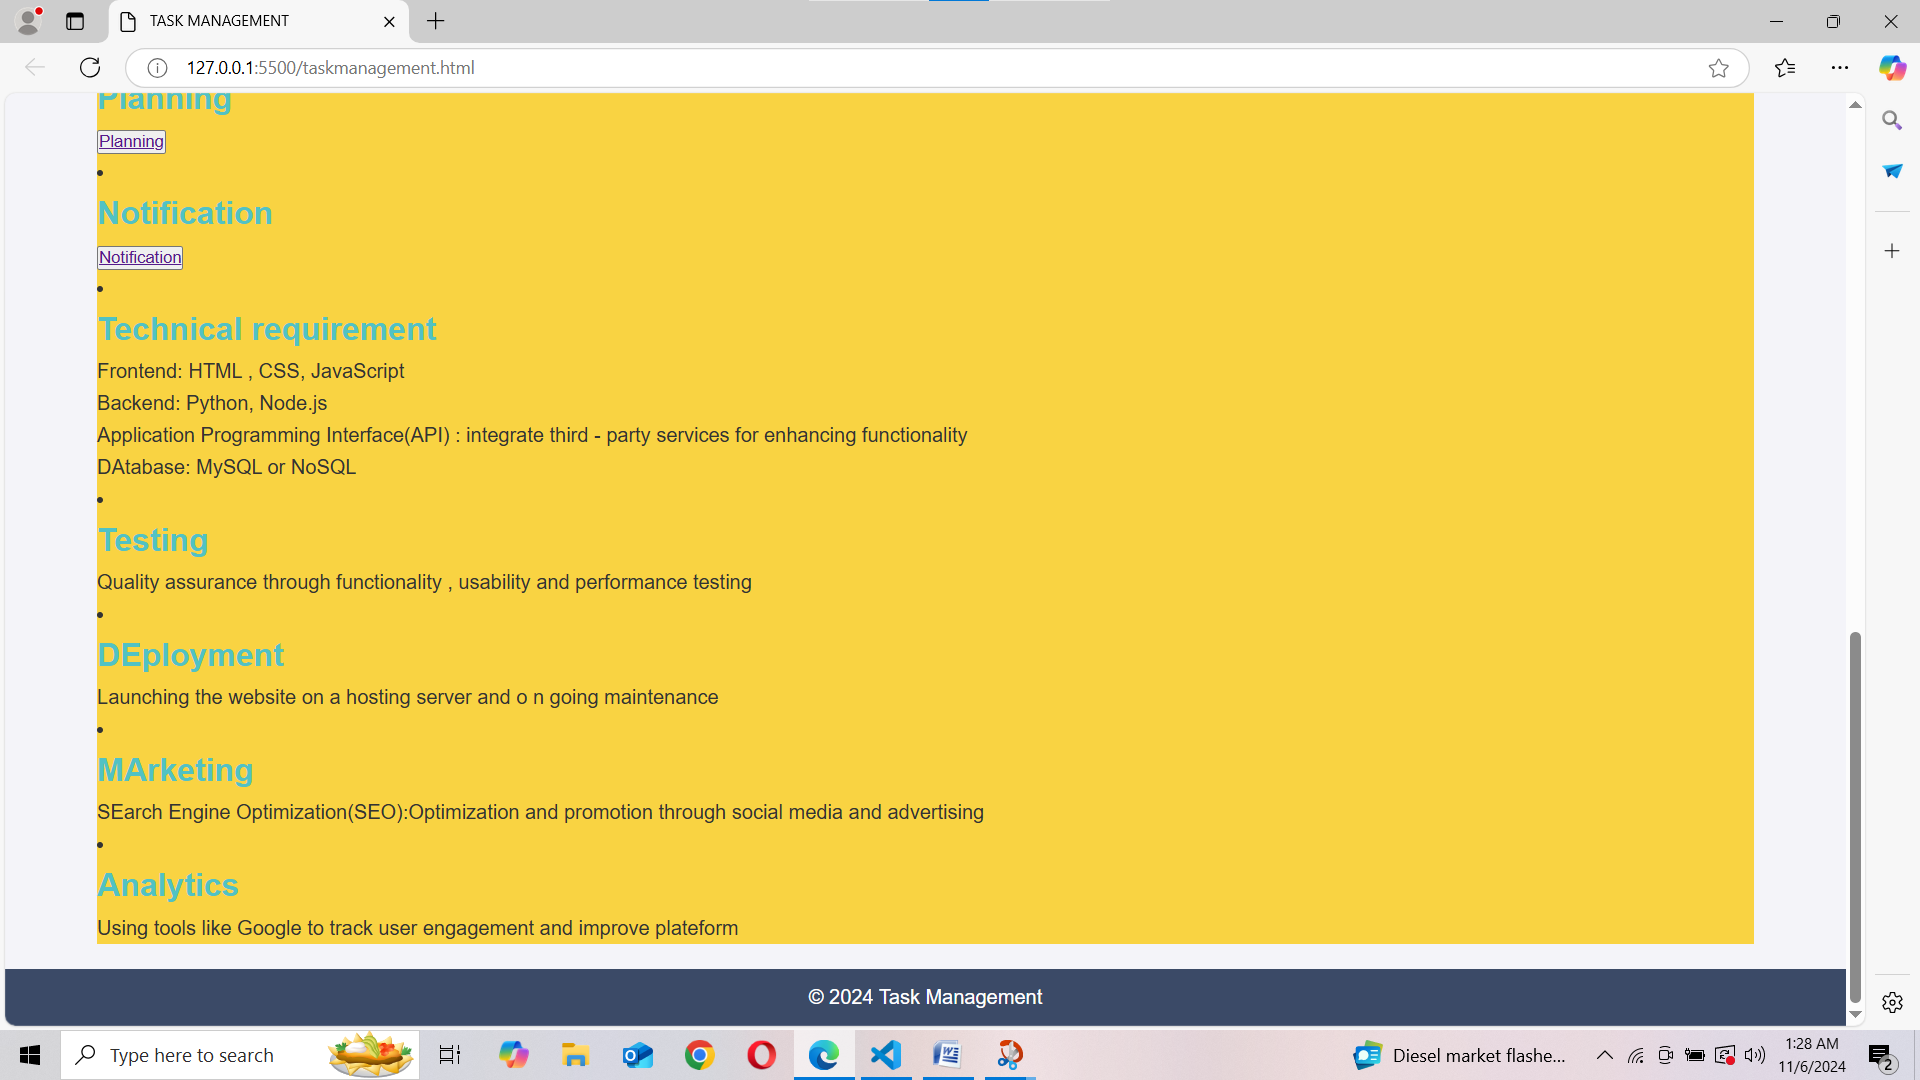 TASK MANAGEMENT
127.0.0.1:5500/taskmanagement.html
Planning
Planning
Notification
Notification
Technical requirement
Frontend: HTML , CSS, JavaScript
Backend: Python, Node.js
Application Programming Interface(API) : integrate third - party services for enhancing functionality
DAtabase: MySQL or NoSQL
Testing
Quality assurance through functionality , usability and performance testing
DEployment
Launching the website on a hosting server and o n going maintenance
MArketing
SEarch Engine Optimization(SEO):Optimization and promotion through social media and advertising
Analytics
Using tools like Google to track user engagement and improve plateform
© 2024 Task Management
Type here to search
Diesel market flashe...
1:28 AM
11/6/2024
2